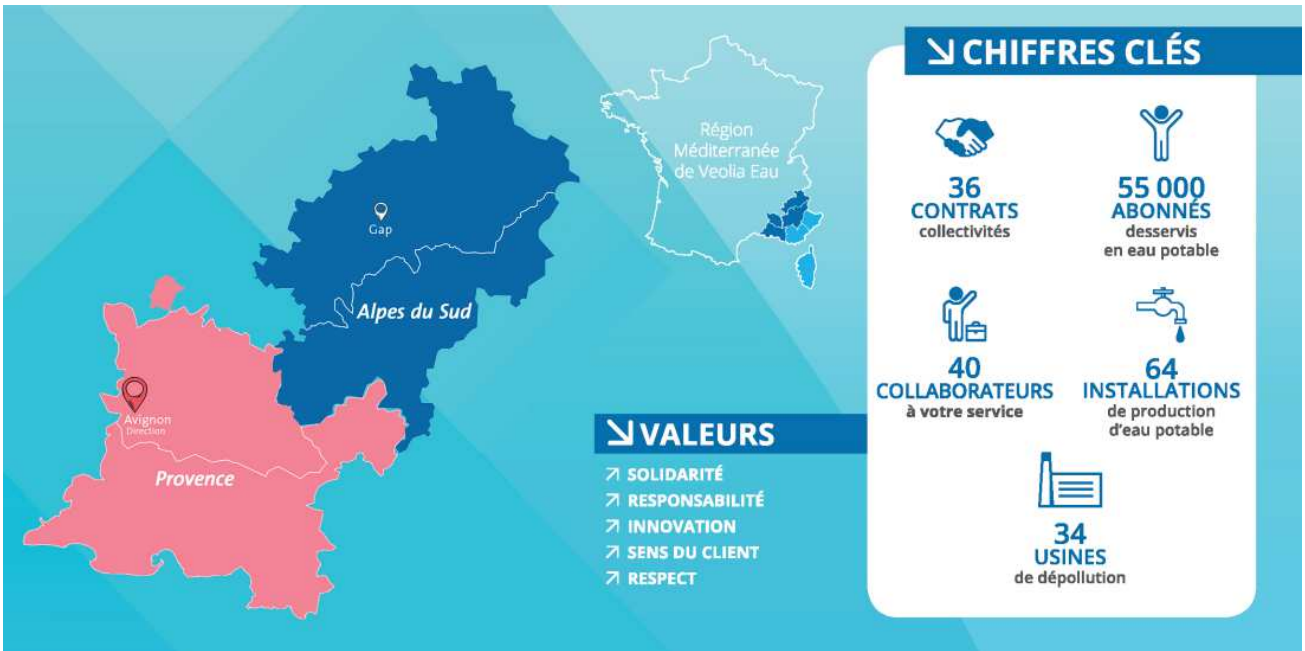 Gap
Alpes du Sud
Avignon
Direction
Provence
Région
Méditerranée
de Veolia Eau
VALEURS
SOLIDARITÉ
RESPONSABILITÉ
INNOVATION
SENS DU CLIENT
RESPECT
CHIFFRES CLÉS
36
CONTRATS
collectivités
55 000
ABONNÉS
desservis
en eau potable
40
COLLABORATEURS
à votre service
64
INSTALLATIONS
de production
d'eau potable
34
USINES
de dépollution